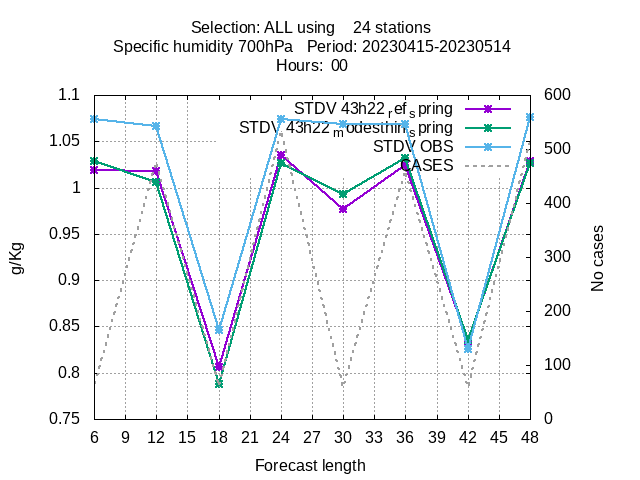 Selection: ALL using    24 stations
Specific humidity 700hPa   Period: 20230415-20230514
Hours:  00
STDV 43h22refspring
STDV 43h22modesthilspring
STDV OBS
CASES
1.1
1.05
1
0.95
0.9
0.85
0.8
0.75
600
500
400
300
200
100
0
g/Kg
No cases
6 9 12 15 18 21 24 27 30 33 36 39 42 45 48
Forecast length